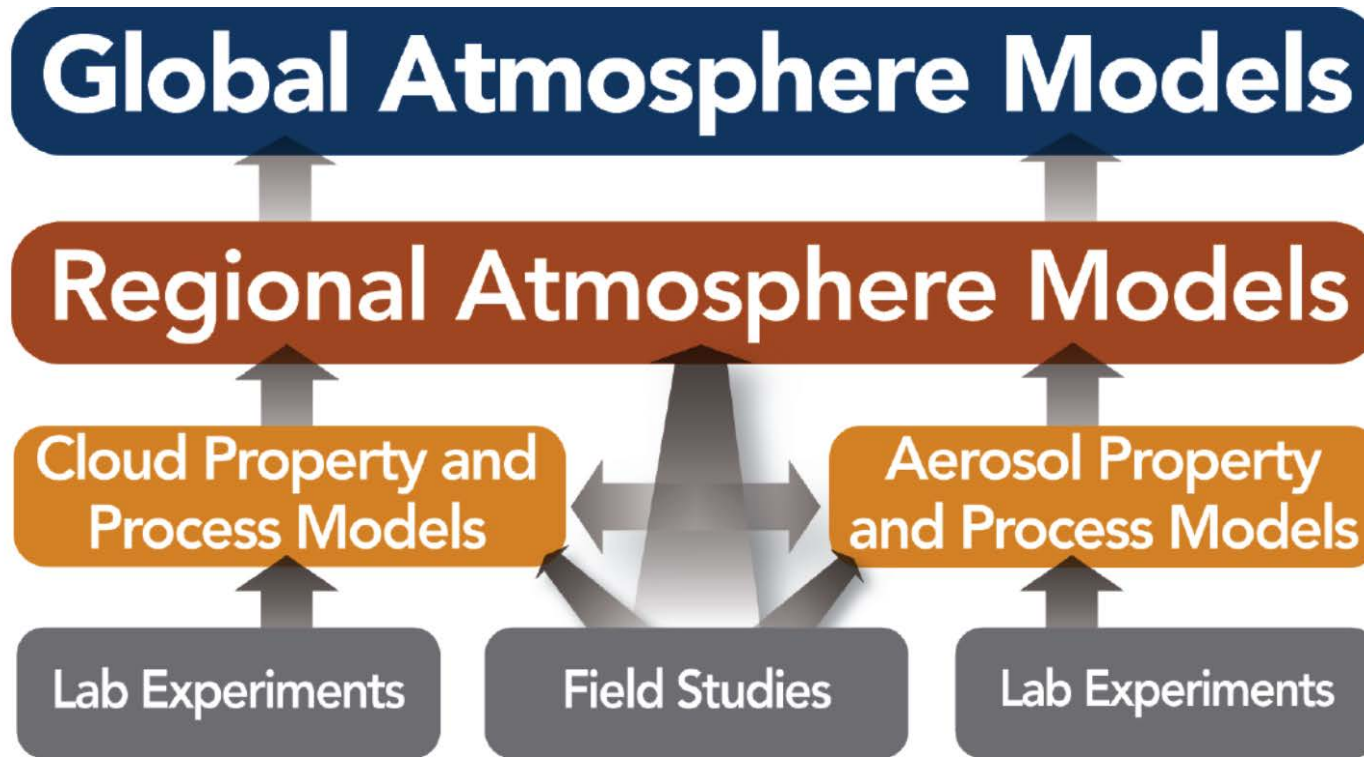 Global Atmosphere Models
Regional Atmosphere Models
Cloud Property and
Process Models
Aerosol Property
and Process Models
Lab Experiments
Field Studies
Lab Experiments